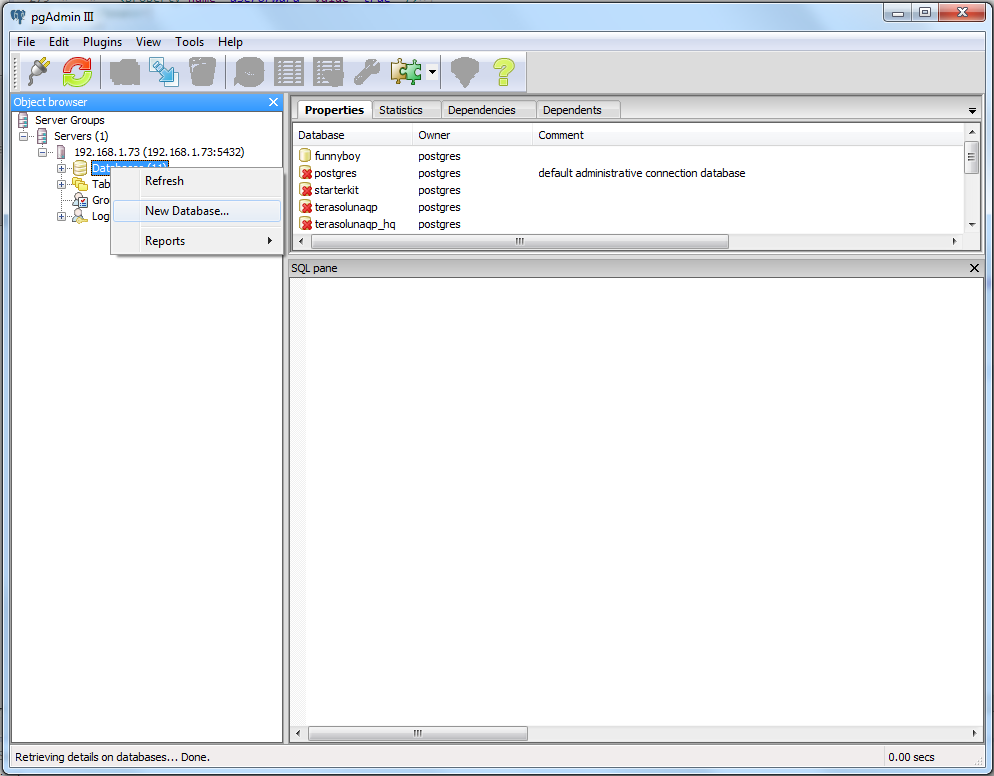 pgAdmin III
File Edit Plugins View Tools Help
Object browser
Server Groups
Servers (1)
192.168.1.73 (192.168.1.73:5432)
Databases (11)
Tab
Gro
Log
Refresh
New Database...
Reports
Properties Statistics Dependencies Dependents
Database Owner Comment
funnyboy postgres
postgres postgres default administrative connection database
starterkit postgres
terasolunaqp postgres
terasolunaqp_hq postgres
SQL pane
Retrieving details on databases... Done. 0.00 secs